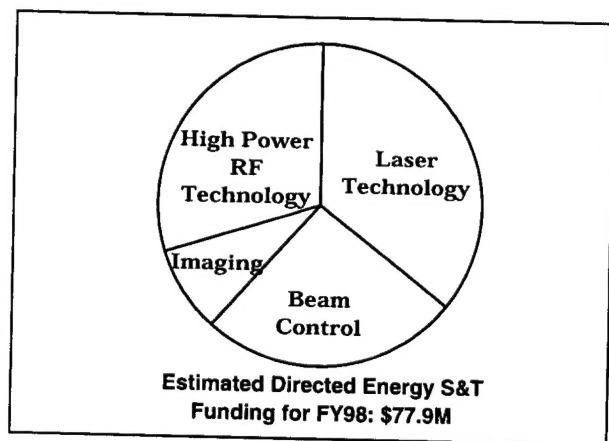 High Power
RF
Technology
Laser
Technology
Imaging
Beam
Control
Estimated Directed Energy S&T
Funding for FY98: $77.9M